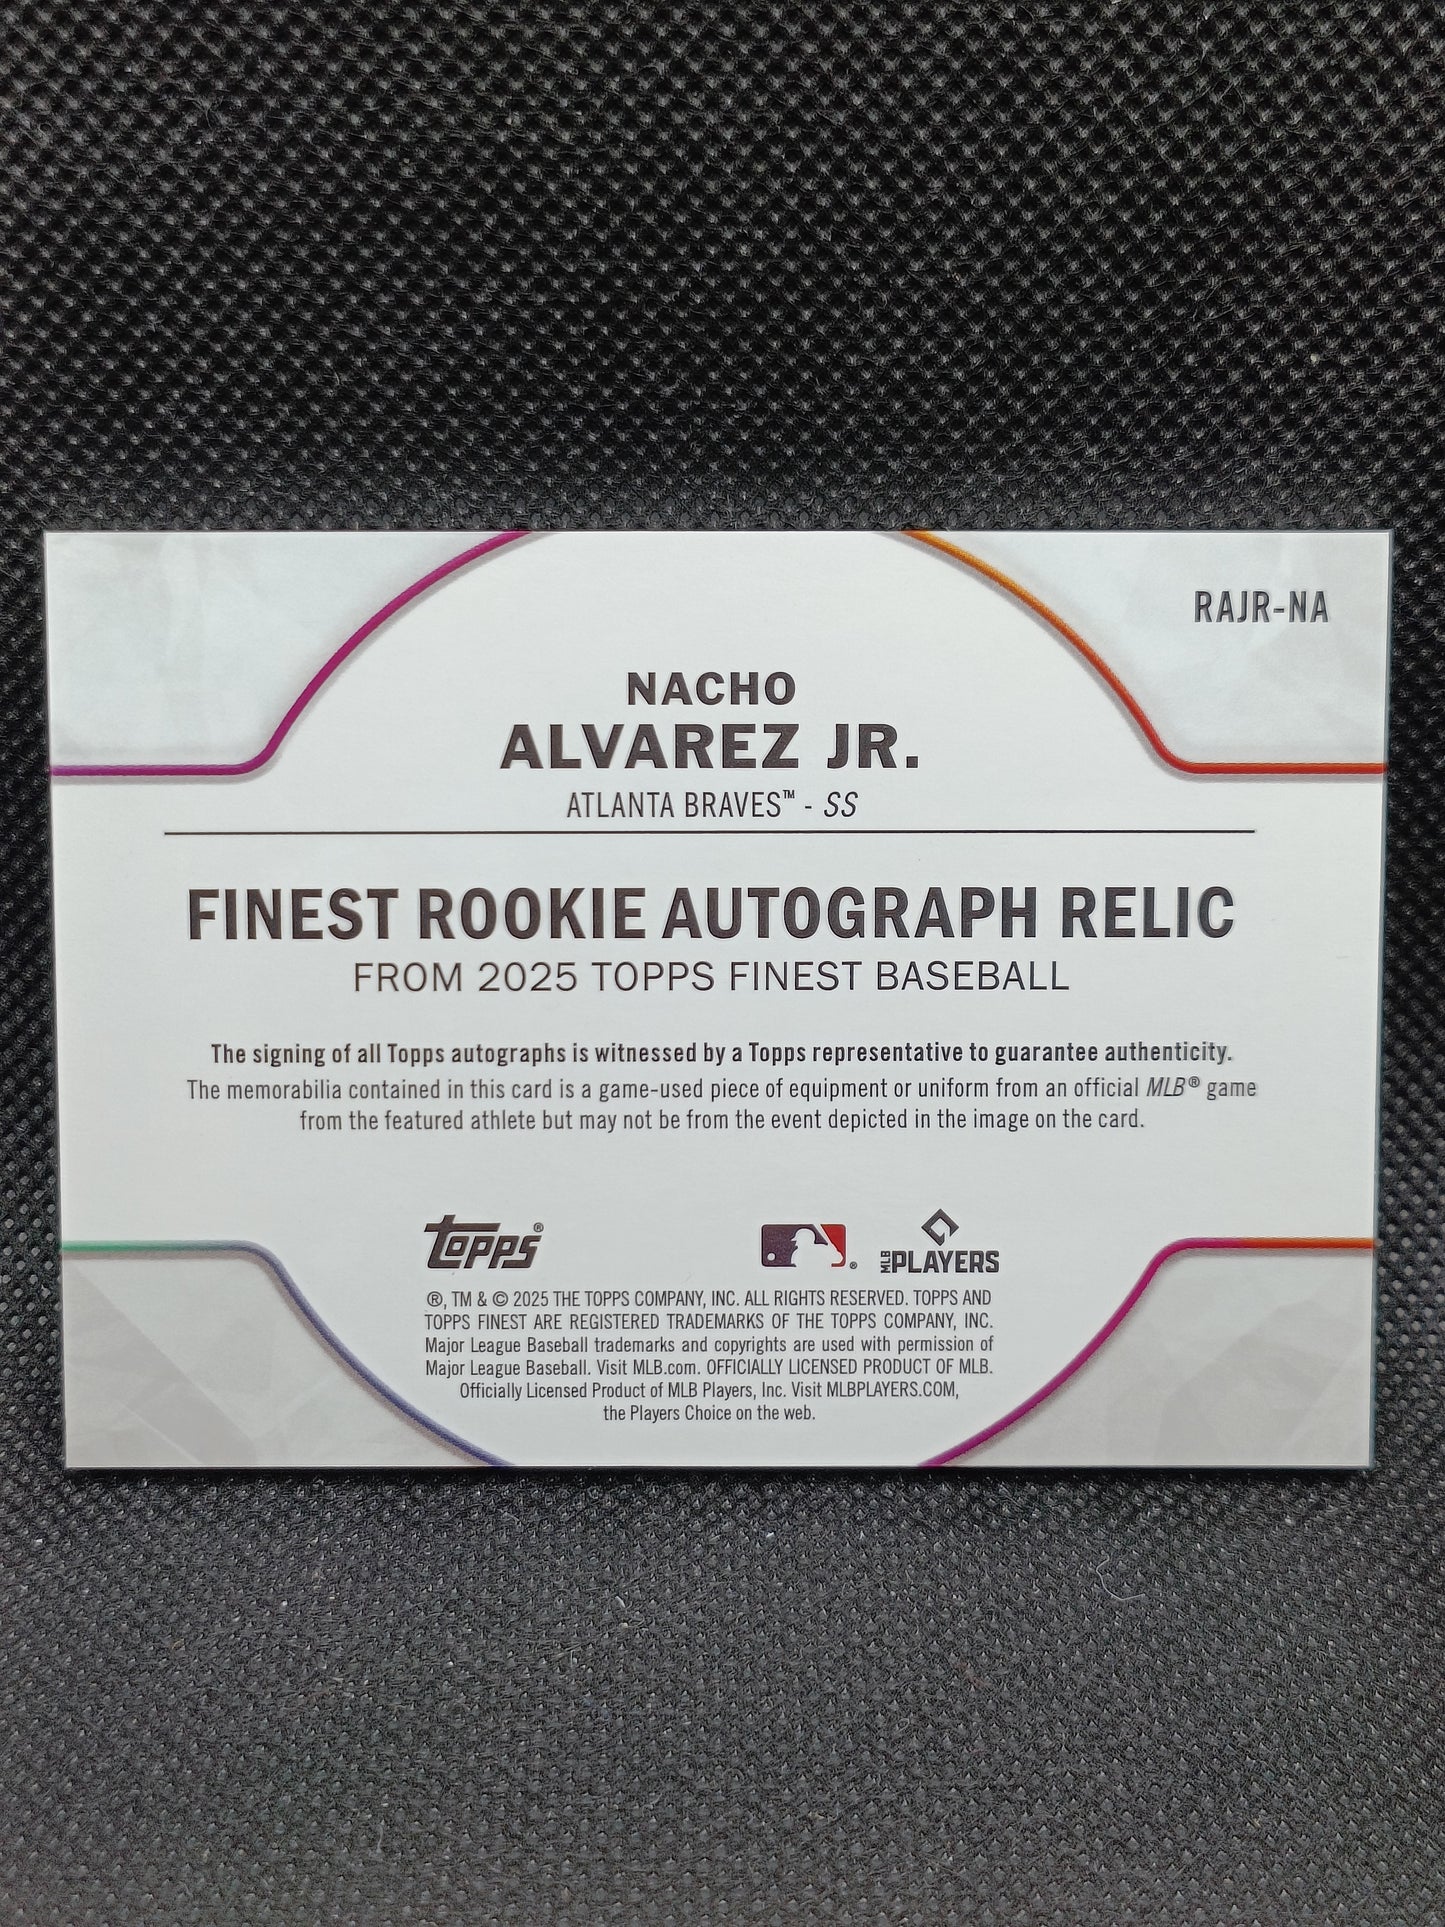 RAJR-NA
NACHO
ALVAREZ JR.
ATLANTA BRAVES™ - SS
FINEST ROOKIE AUTOGRAPH RELIC
FROM 2025 TOPPS FINEST BASEBALL
The signing of all Topps autographs is witnessed by a Topps representative to guarantee authenticity.
The memorabilia contained in this card is a game-used piece of equipment or uniform from an official MLB® game
from the featured athlete but may not be from the event depicted in the image on the card.
Topps®
® MLB PLAYERS
®, TM & © 2025 THE TOPPS COMPANY, INC. ALL RIGHTS RESERVED. TOPPS AND
TOPPS FINEST ARE REGISTERED TRADEMARKS OF THE TOPPS COMPANY, INC.
Major League Baseball trademarks and copyrights are used with permission of
Major League Baseball. Visit MLB.com. OFFICIALLY LICENSED PRODUCT OF MLB.
Officially Licensed Product of MLB Players, Inc. Visit MLBPLAYERS.COM,
the Players Choice on the web.